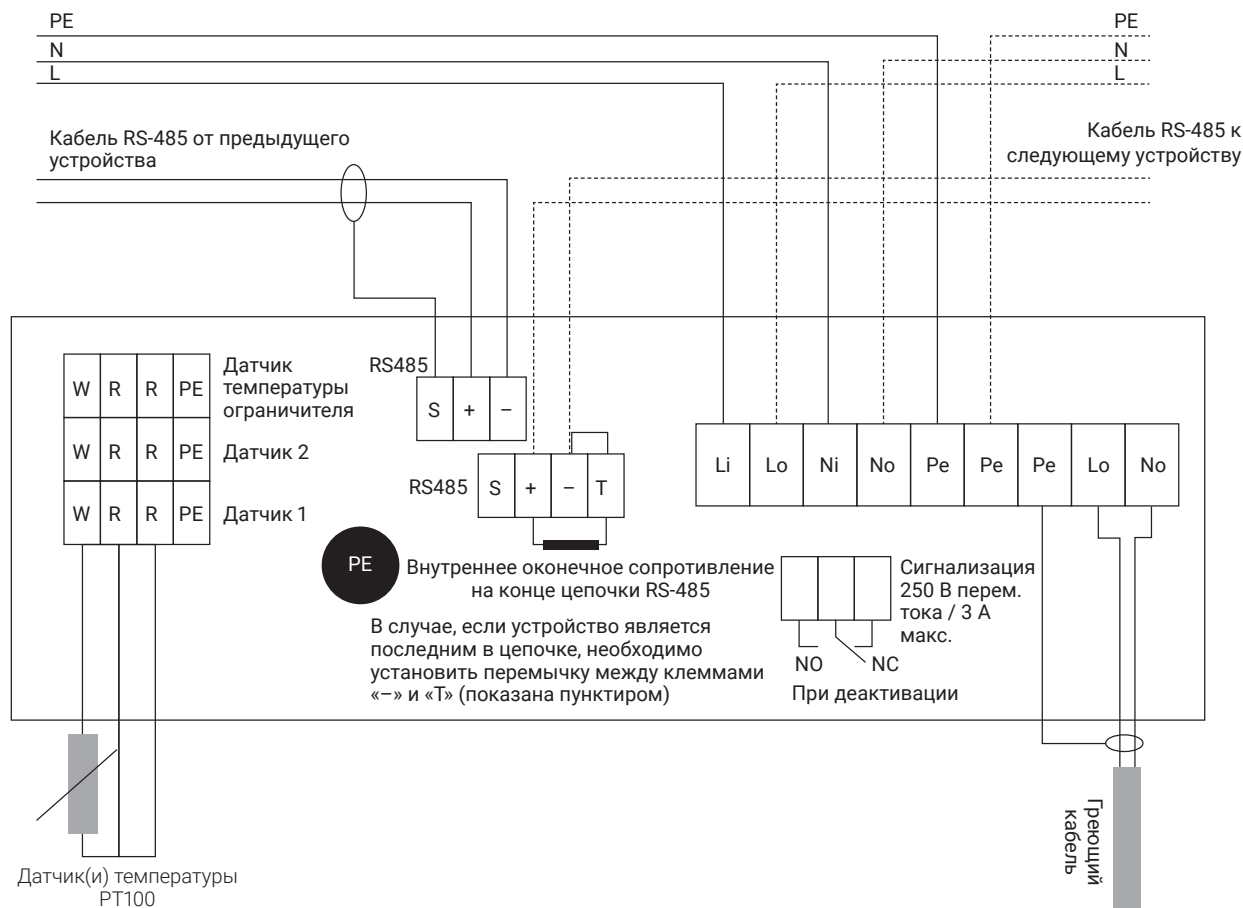 PE
N
L
PE
N
L
Кабель RS-485 от предыдущего
устройства
Кабель RS-485 к
следующему устройству
W R R PE
Датчик
температуры
ограничителя
W R R PE
Датчик 2
W R R PE
Датчик 1
RS485
S + –
RS485
S + – T
Li Lo Ni No Pe Pe Pe Lo No
PE
Внутреннее оконечное сопротивление
на конце цепочки RS-485
В случае, если устройство является
последним в цепочке, необходимо
установить перемычку между клеммами
«–» и «T» (показана пунктиром)
Сигнализация
250 В перем.
тока / 3 А
макс.
NO
NC
При деактивации
Датчик(и) температуры
PT100
Греющий
кабель